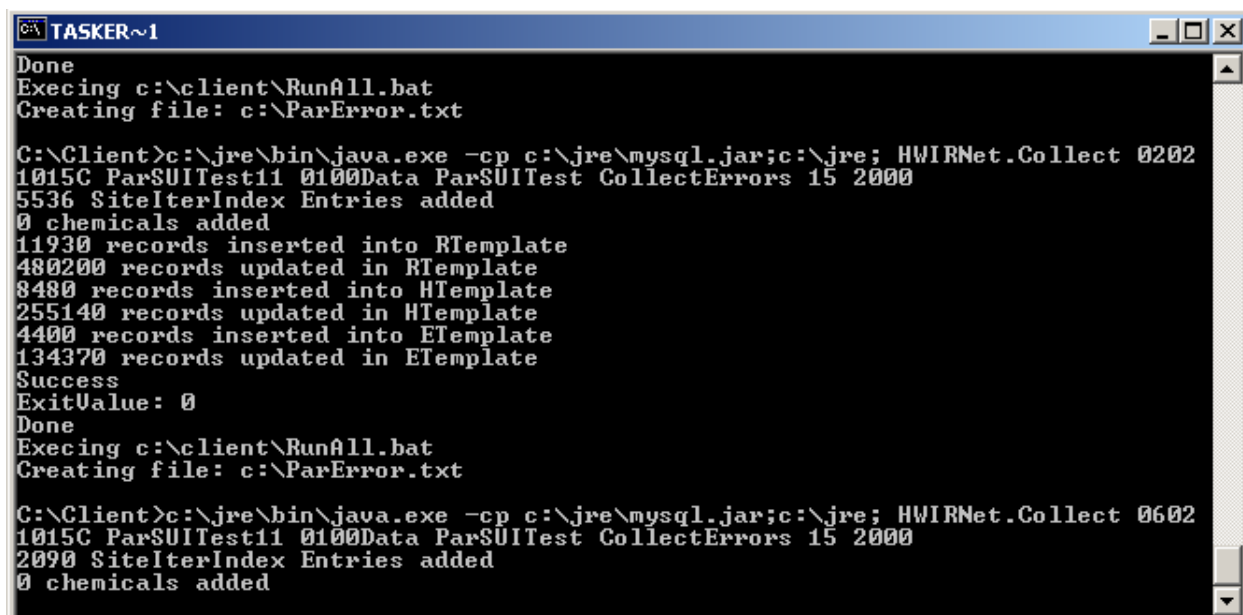 TASKER~1
Done
Execing c:\client\RunAll.bat
Creating file: c:\ParError.txt
C:\Client>c:\jre\bin\java.exe -cp c:\jre\mysql.jar;c:\jre; HWIRNet.Collect 0202
1015C ParSUITest11 0100Data ParSUITest CollectErrors 15 2000
5536 SiteIterIndex Entries added
0 chemicals added
11930 records inserted into RTemplate
480200 records updated in RTemplate
8480 records inserted into HTemplate
255140 records updated in HTemplate
4400 records inserted into ETemplate
134370 records updated in ETemplate
Success
ExitValue: 0
Done
Execing c:\client\RunAll.bat
Creating file: c:\ParError.txt
C:\Client>c:\jre\bin\java.exe -cp c:\jre\mysql.jar;c:\jre; HWIRNet.Collect 0602
1015C ParSUITest11 0100Data ParSUITest CollectErrors 15 2000
2090 SiteIterIndex Entries added
0 chemicals added